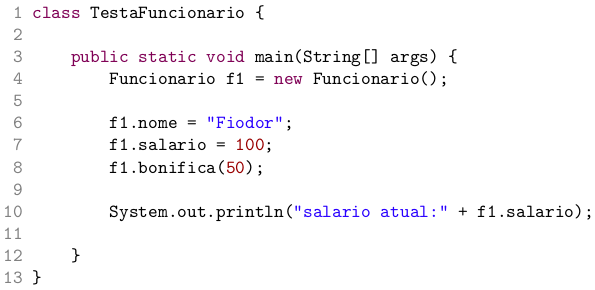 1 class TestaFuncionario {
2
3     public static void main(String[] args) {
4         Funcionario f1 = new Funcionario();
5
6         f1.nome = "Fiodor";
7         f1.salario = 100;
8         f1.bonifica(50);
9
10         System.out.println("salario atual:" + f1.salario);
11
12     }
13 }